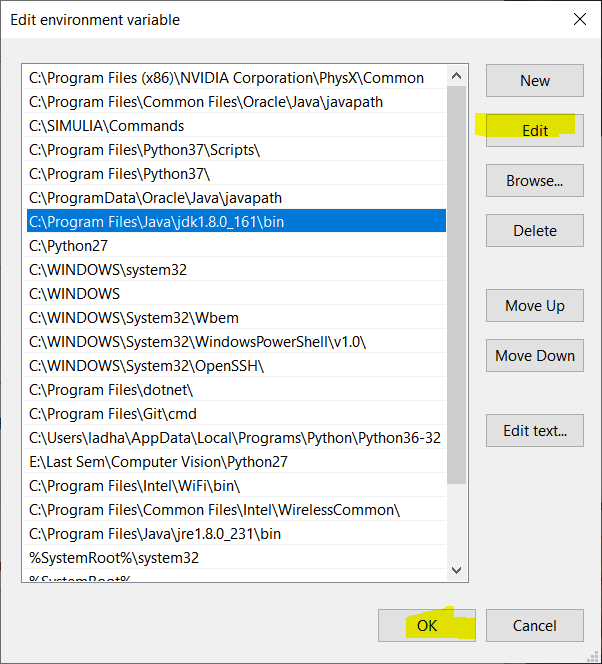 Edit environment variable
C:\Program Files (x86)\NVIDIA Corporation\PhysX\Common
C:\Program Files\Common Files\Oracle\Java\javapath
C:\SIMULIA\Commands
C:\Program Files\Python37\Scripts\
C:\Program Files\Python37\
C:\ProgramData\Oracle\Java\javapath
C:\Program Files\Java\jdk1.8.0_161\bin
C:\Python27
C:\WINDOWS\system32
C:\WINDOWS
C:\WINDOWS\System32\Wbem
C:\WINDOWS\System32\WindowsPowerShell\v1.0\
C:\WINDOWS\System32\OpenSSH\
C:\Program Files\dotnet\
C:\Program Files\Git\cmd
C:\Users\ladha\AppData\Local\Programs\Python\Python36-32
E:\Last Sem\Computer Vision\Python27
C:\Program Files\Intel\WiFi\bin\
C:\Program Files\Common Files\Intel\WirelessCommon\
C:\Program Files\Java\jre1.8.0_231\bin
%SystemRoot%\system32
%SystemRoot%
New
Edit
Browse...
Delete
Move Up
Move Down
Edit text...
OK
Cancel